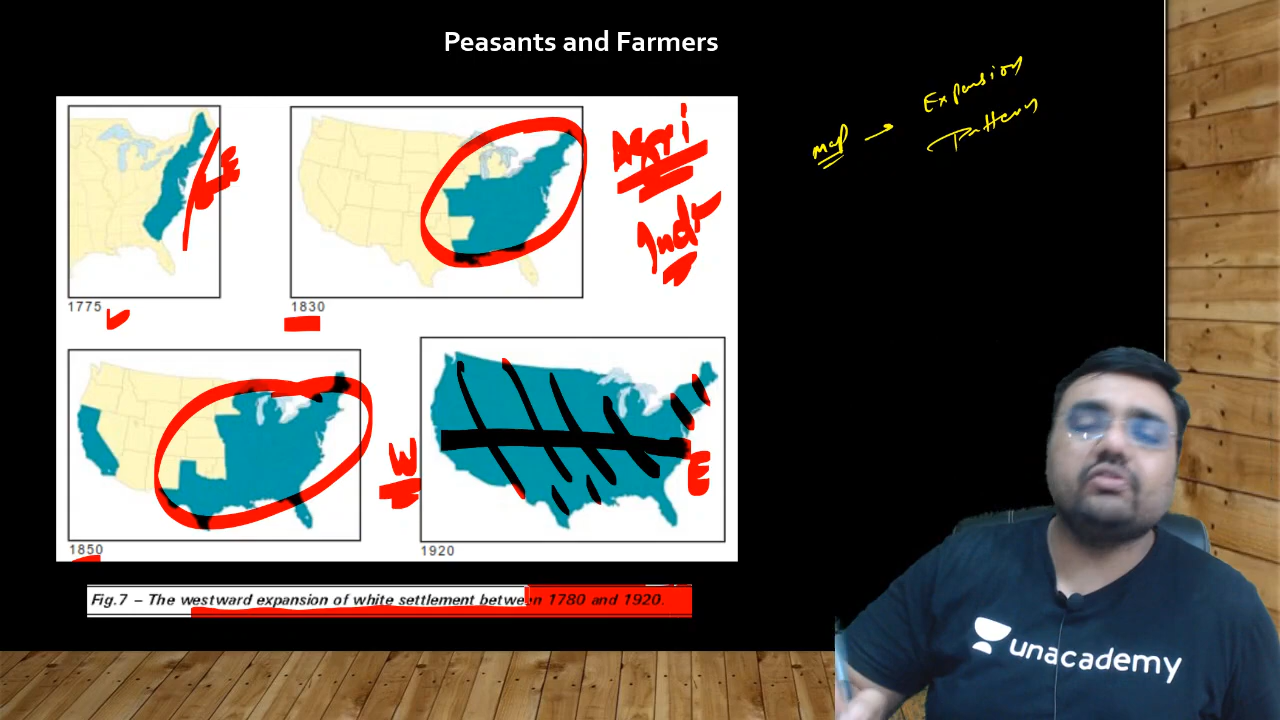 Peasants and Farmers
map → Expansion
Pattern
E
Agri
Indr
1775
1830
W
E
1850
1920
Fig.7 – The westward expansion of white settlement between 1780 and 1920.
unacademy